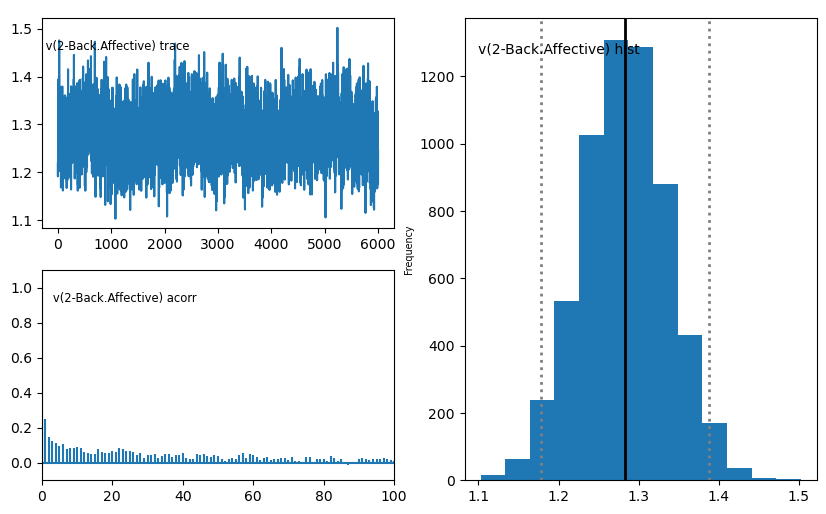 v(2-Back.Affective) trace
1.5
1.4
1.3
1.2
1.1
0 1000 2000 3000 4000 5000 6000
v(2-Back.Affective) acorr
1.0
0.8
0.6
0.4
0.2
0.0
0 20 40 60 80 100
v(2-Back.Affective) hist
Frequency
1200
1000
800
600
400
200
0
1.1 1.2 1.3 1.4 1.5